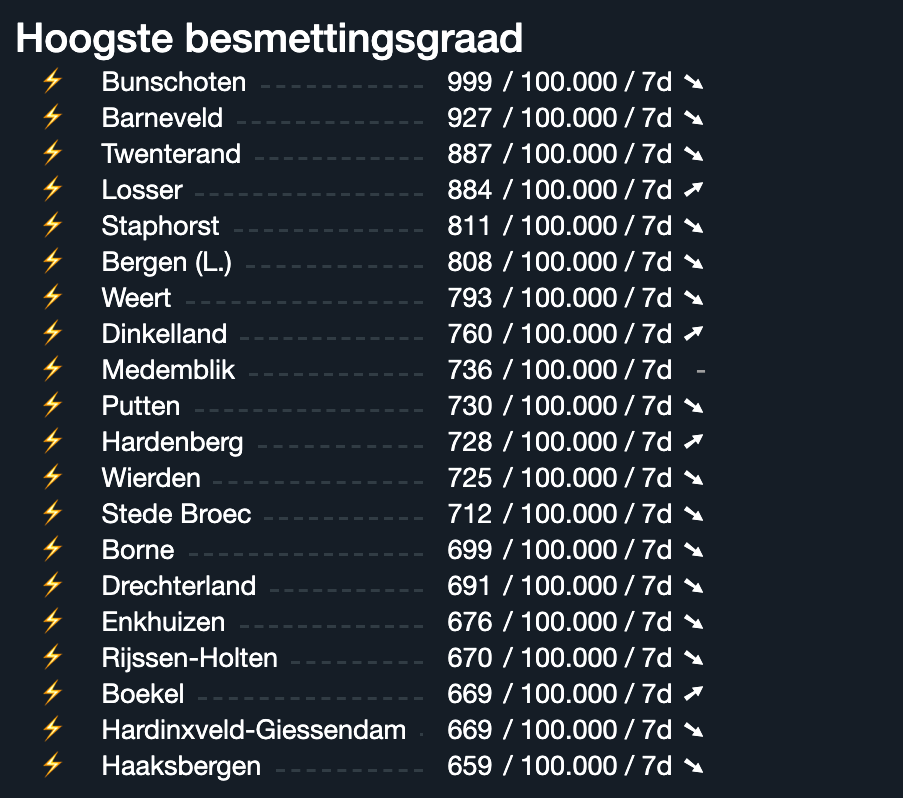 Hoogste besmettingsgraad
⚡ Bunschoten 999 / 100.000 / 7d ➘
⚡ Barneveld 927 / 100.000 / 7d ➘
⚡ Twenterand 887 / 100.000 / 7d ➘
⚡ Losser 884 / 100.000 / 7d ➚
⚡ Staphorst 811 / 100.000 / 7d ➘
⚡ Bergen (L.) 808 / 100.000 / 7d ➘
⚡ Weert 793 / 100.000 / 7d ➘
⚡ Dinkelland 760 / 100.000 / 7d ➚
⚡ Medemblik 736 / 100.000 / 7d -
⚡ Putten 730 / 100.000 / 7d ➘
⚡ Hardenberg 728 / 100.000 / 7d ➚
⚡ Wierden 725 / 100.000 / 7d ➘
⚡ Stede Broec 712 / 100.000 / 7d ➘
⚡ Borne 699 / 100.000 / 7d ➘
⚡ Drechterland 691 / 100.000 / 7d ➘
⚡ Enkhuizen 676 / 100.000 / 7d ➘
⚡ Rijssen-Holten 670 / 100.000 / 7d ➘
⚡ Boekel 669 / 100.000 / 7d ➚
⚡ Hardinxveld-Giessendam 669 / 100.000 / 7d ➘
⚡ Haaksbergen 659 / 100.000 / 7d ➘